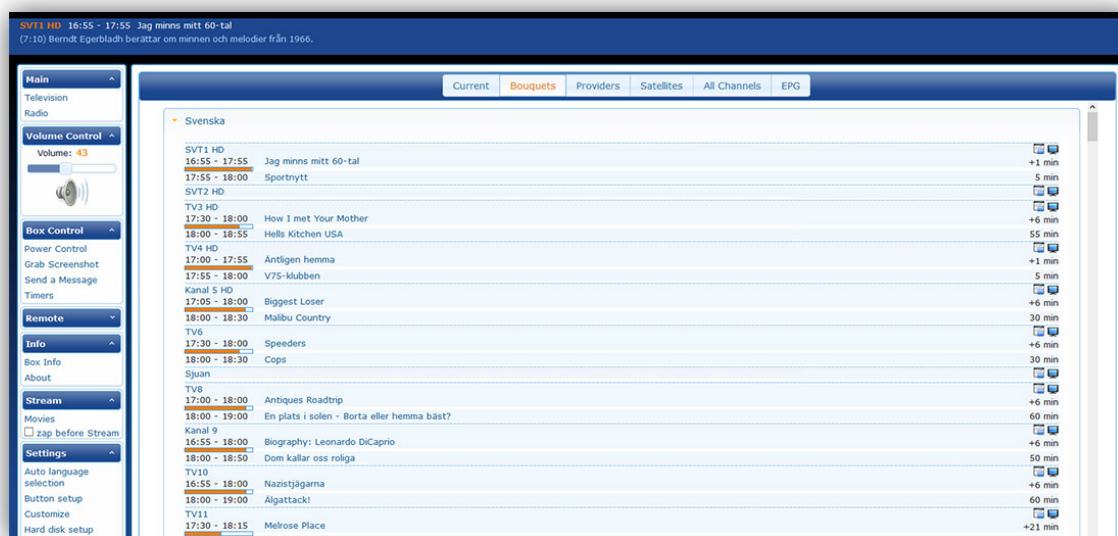 SVT1 HD 16:55 - 17:55 Jag minns mitt 60-tal
(7:10) Berndt Egerbladh berättar om minnen och melodier från 1966.
Main
Television
Radio
Volume Control
Volume: 43
Box Control
Power Control
Grab Screenshot
Send a Message
Timers
Remote
Info
Box Info
About
Stream
Movies
zap before Stream
Settings
Auto language
selection
Button setup
Customize
Hard disk setup
Current Bouquets Providers Satellites All Channels EPG
Svenska
SVT1 HD
16:55 - 17:55 Jag minns mitt 60-tal +1 min
17:55 - 18:00 Sportnytt 5 min
SVT2 HD
TV3 HD
17:30 - 18:00 How I met Your Mother +6 min
18:00 - 18:55 Hells Kitchen USA 55 min
TV4 HD
17:00 - 17:55 Äntligen hemma +1 min
17:55 - 18:00 V75-klubben 5 min
Kanal 5 HD
17:05 - 18:00 Biggest Loser +6 min
18:00 - 18:30 Malibu Country 30 min
TV6
17:30 - 18:00 Speeders +6 min
18:00 - 18:30 Cops 30 min
Sjuan
TV8
17:00 - 18:00 Antiques Roadtrip +6 min
18:00 - 19:00 En plats i solen - Borta eller hemma bäst? 60 min
Kanal 9
16:55 - 18:00 Biography: Leonardo DiCaprio +6 min
18:00 - 18:50 Dom kallar oss roliga 50 min
TV10
16:55 - 18:00 Nazistjägarna +6 min
18:00 - 19:00 Älgattack! 60 min
TV11
17:30 - 18:15 Melrose Place +21 min